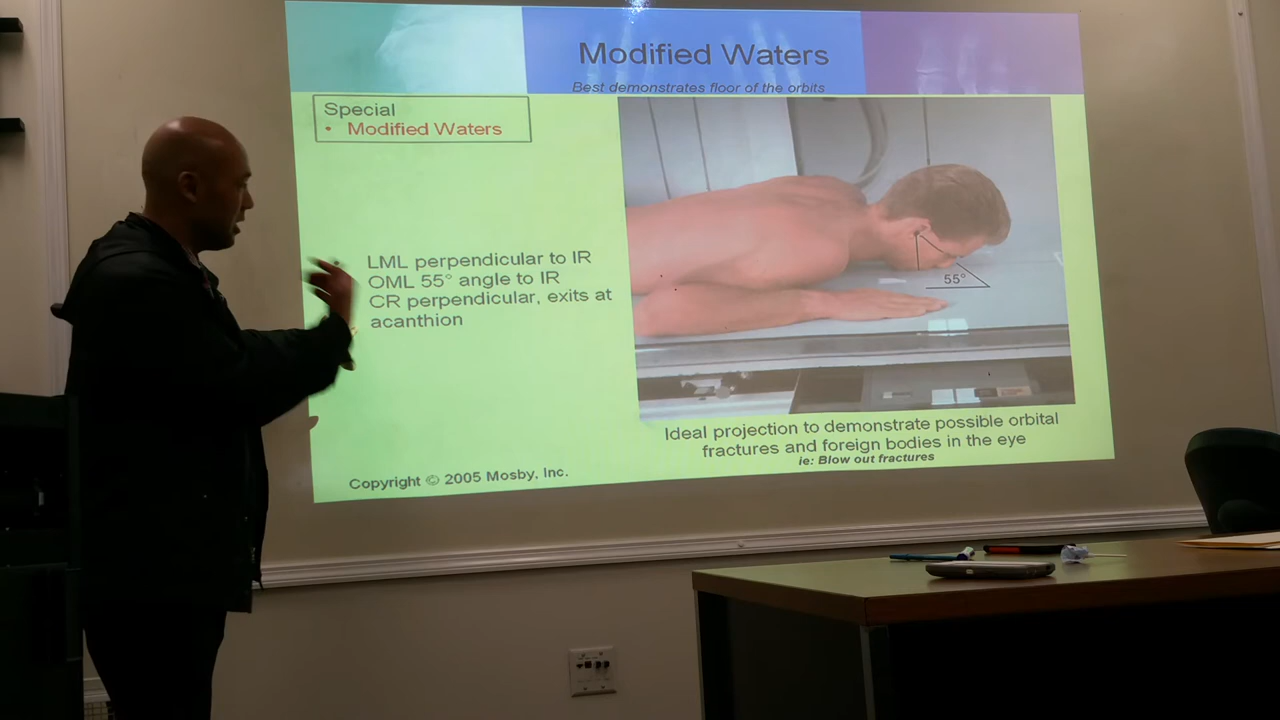 Modified Waters
Best demonstrates floor of the orbits
Special
• Modified Waters
LML perpendicular to IR
OML 55° angle to IR
CR perpendicular, exits at
acanthion
55°
Ideal projection to demonstrate possible orbital
fractures and foreign bodies in the eye
ie: Blow out fractures
Copyright © 2005 Mosby, Inc.